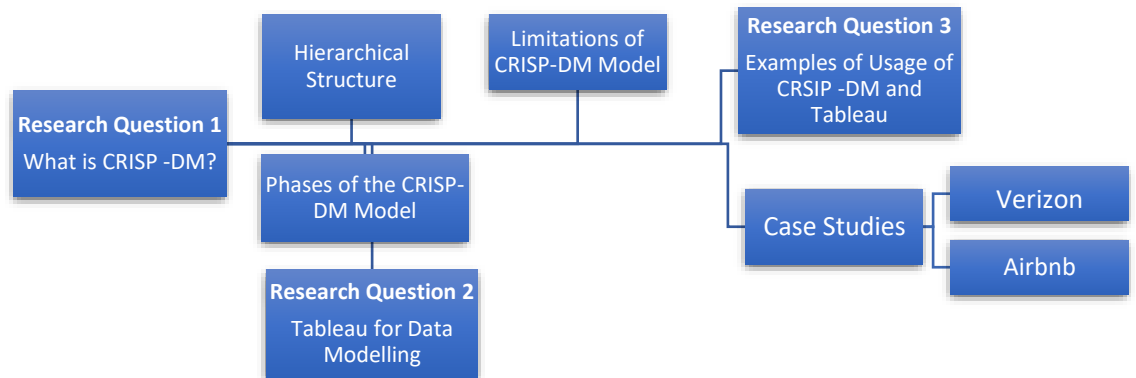 Research Question 1
What is CRISP -DM?
Hierarchical
Structure
Limitations of
CRISP-DM Model
Phases of the CRISP-
DM Model
Research Question 2
Tableau for Data
Modelling
Research Question 3
Examples of Usage of
CRSIP -DM and
Tableau
Case Studies
Verizon
Airbnb